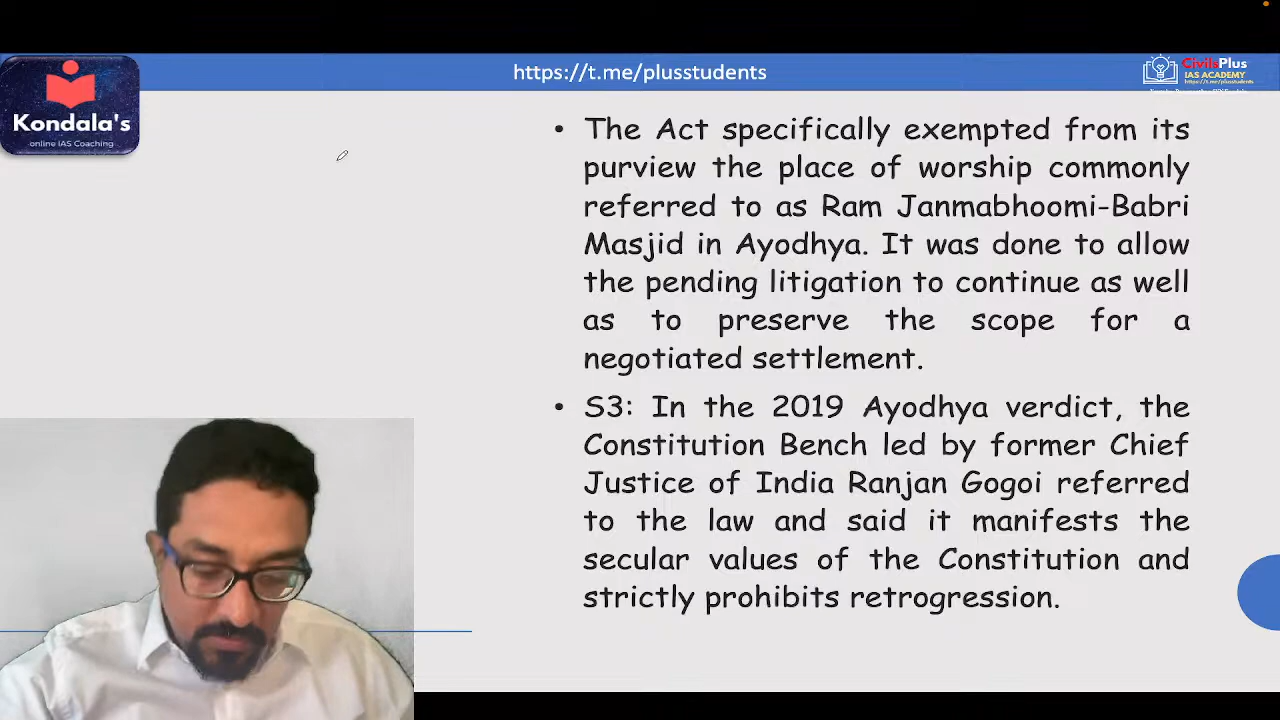 https://t.me/plusstudents
Kondala's
online IAS Coaching
CivilsPlus
IAS ACADEMY
https://t.me/plusstudents
• The Act specifically exempted from its
purview the place of worship commonly
referred to as Ram Janmabhoomi-Babri
Masjid in Ayodhya. It was done to allow
the pending litigation to continue as well
as to preserve the scope for a
negotiated settlement.
• S3: In the 2019 Ayodhya verdict, the
Constitution Bench led by former Chief
Justice of India Ranjan Gogoi referred
to the law and said it manifests the
secular values of the Constitution and
strictly prohibits retrogression.